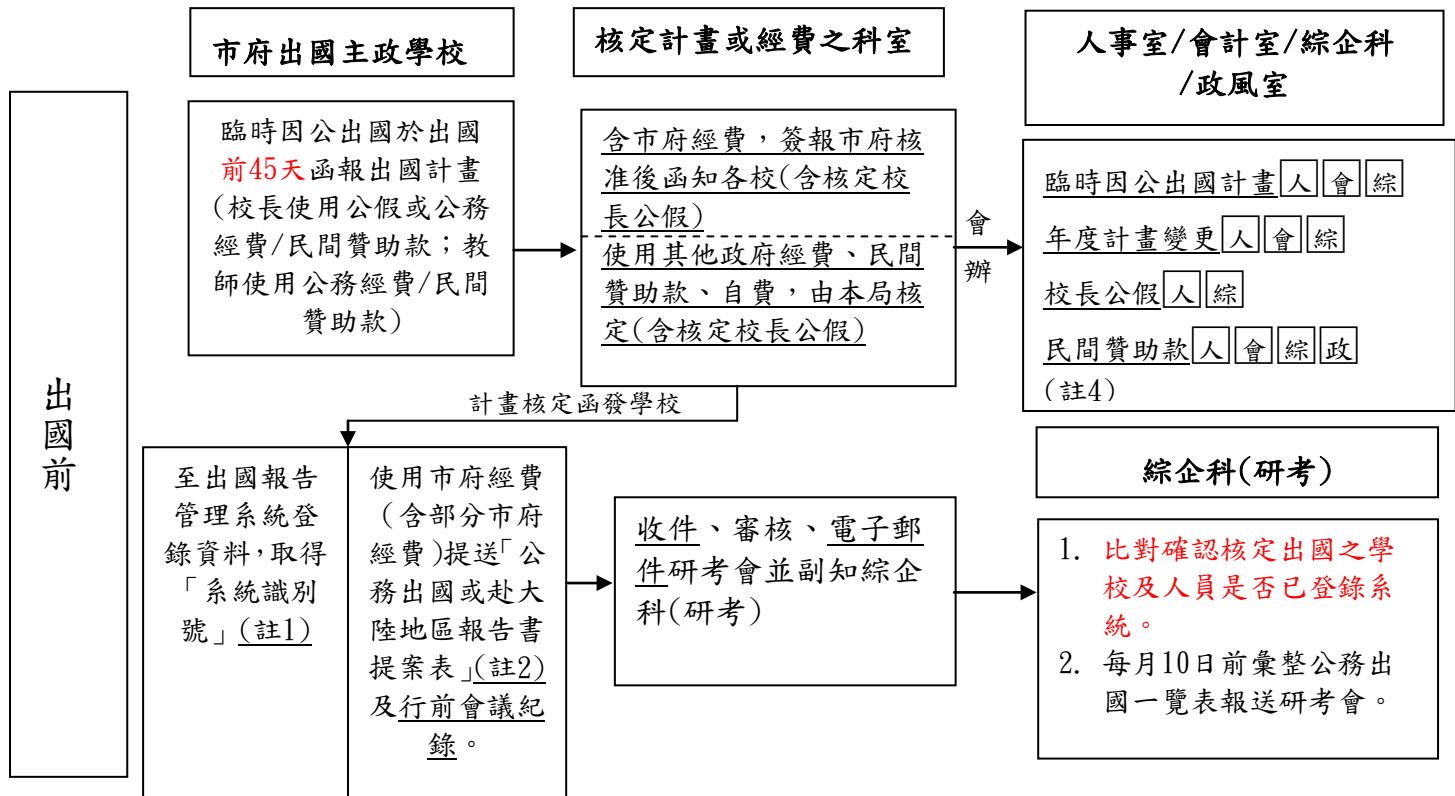 市府出國主政學校
核定計畫或經費之科室
人事室/會計室/綜企科
/政風室
出
國
前
臨時因公出國於出國
前45天函報出國計畫
(校長使用公假或公務
經費/民間贊助款；教
師使用公務經費/民間
贊助款)
含市府經費，簽報市府核
准後函知各校(含核定校
長公假)
使用其他政府經費、民間
贊助款、自費，由本局核
定(含核定校長公假)
會
辦
臨時因公出國計畫人會綜
年度計畫變更人會綜
校長公假人綜
民間贊助款人會綜政
(註4)
計畫核定函發學校
至出國報告
管理系統登
錄資料，取得
「系統識別
號」(註1)
使用市府經費
(含部分市府
經費)提送「公
務出國或赴大
陸地區報告書
提案表」(註2)
及行前會議紀
錄。
收件、審核、電子郵
件研考會並副知綜企
科(研考)
綜企科(研考)
1. 比對確認核定出國之學
校及人員是否已登錄系
統。
2. 每月10日前彙整公務出
國一覽表報送研考會。